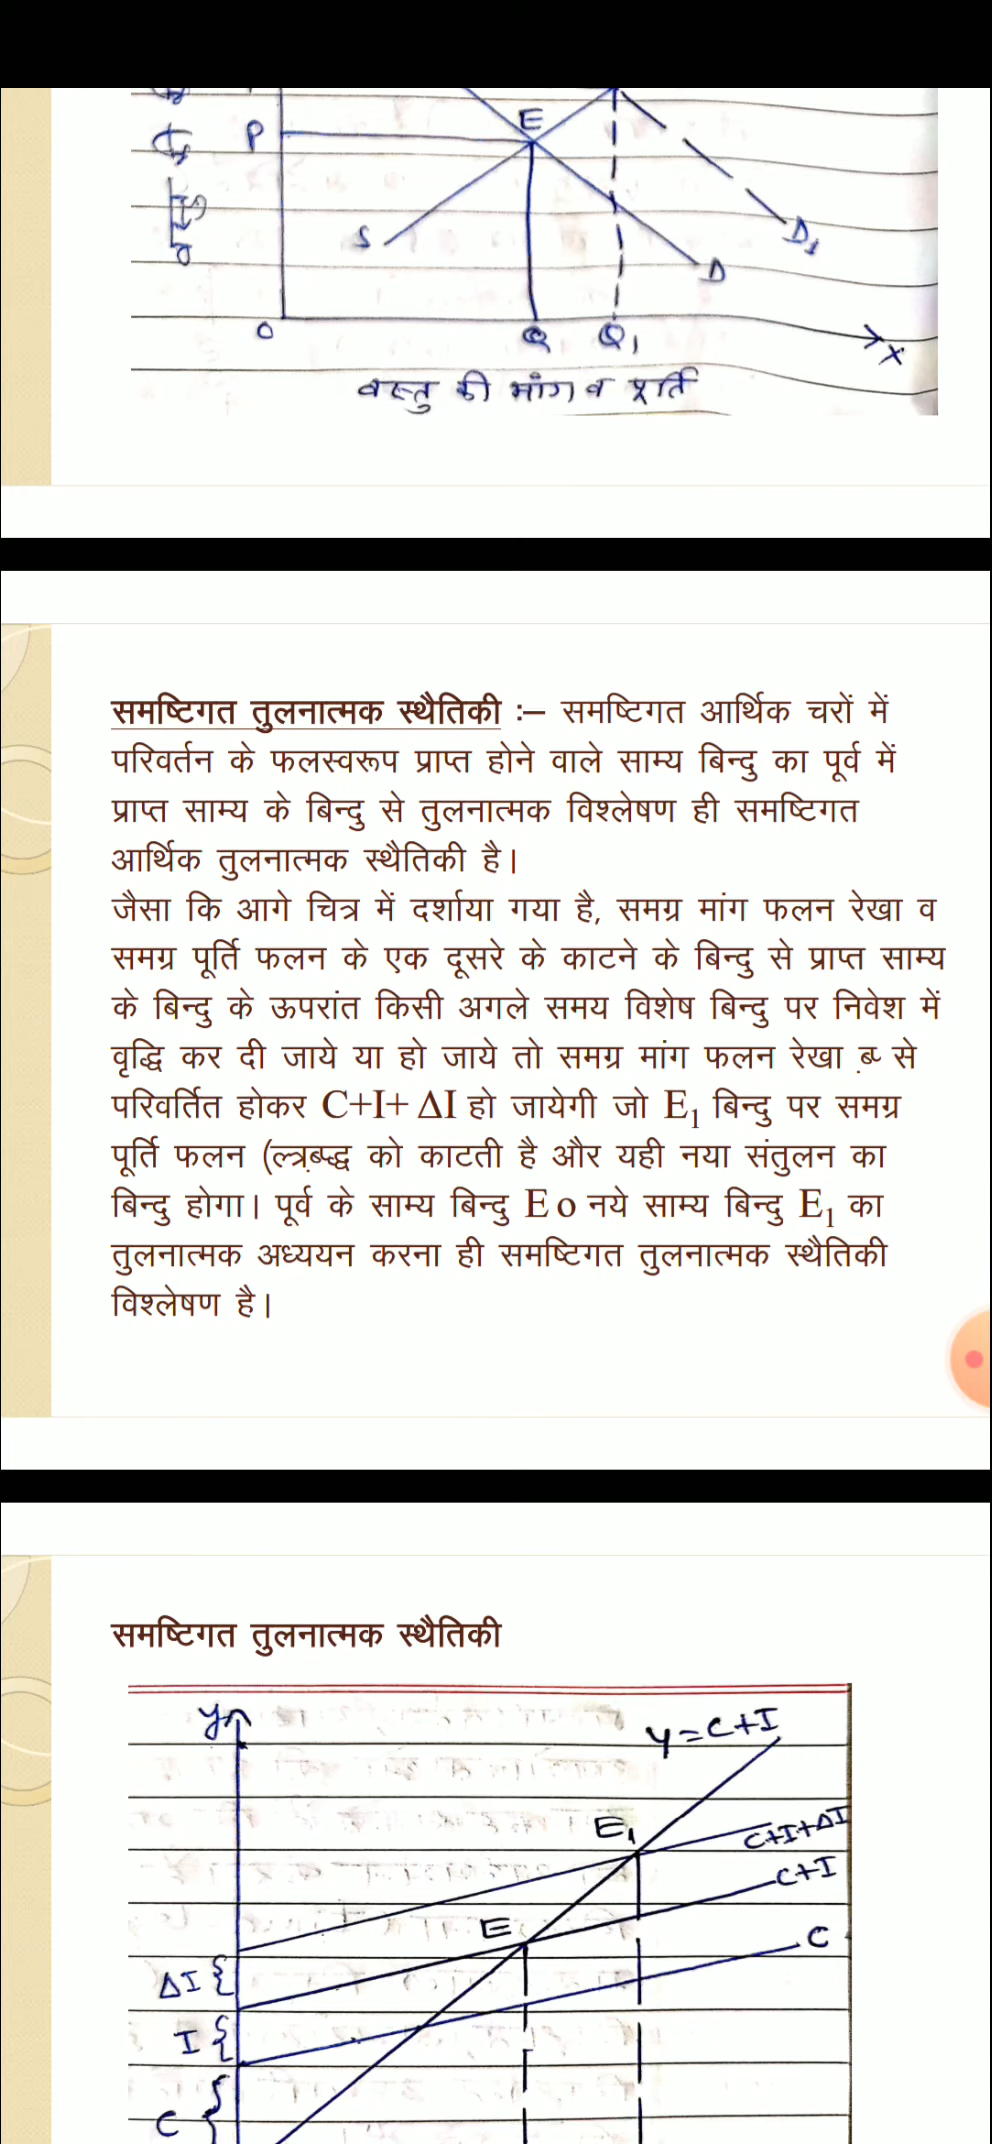 P
E
S
D₁
D
O
Q
Q₁
X
वस्तु की मांग व पूर्ति
समष्टिगत तुलनात्मक स्थैतिकी :– समष्टिगत आर्थिक चरों में
परिवर्तन के फलस्वरूप प्राप्त होने वाले साम्य बिन्दु का पूर्व में
प्राप्त साम्य के बिन्दु से तुलनात्मक विश्लेषण ही समष्टिगत
आर्थिक तुलनात्मक स्थैतिकी है।
जैसा कि आगे चित्र में दर्शाया गया है, समग्र मांग फलन रेखा व
समग्र पूर्ति फलन के एक दूसरे के काटने के बिन्दु से प्राप्त साम्य
के बिन्दु के ऊपरांत किसी अगले समय विशेष बिन्दु पर निवेश में
वृद्धि कर दी जाये या हो जाये तो समग्र मांग फलन रेखा से
परिवर्तित होकर C+I+ ΔI हो जायेगी जो E₁ बिन्दु पर समग्र
पूर्ति फलन को काटती है और यही नया संतुलन का
बिन्दु होगा। पूर्व के साम्य बिन्दु E o नये साम्य बिन्दु E₁ का
तुलनात्मक अध्ययन करना ही समष्टिगत तुलनात्मक स्थैतिकी
विश्लेषण है।
समष्टिगत तुलनात्मक स्थैतिकी
y
y=C+I
E₁
C+I+ΔI
C+I
E
C
ΔI
I
C